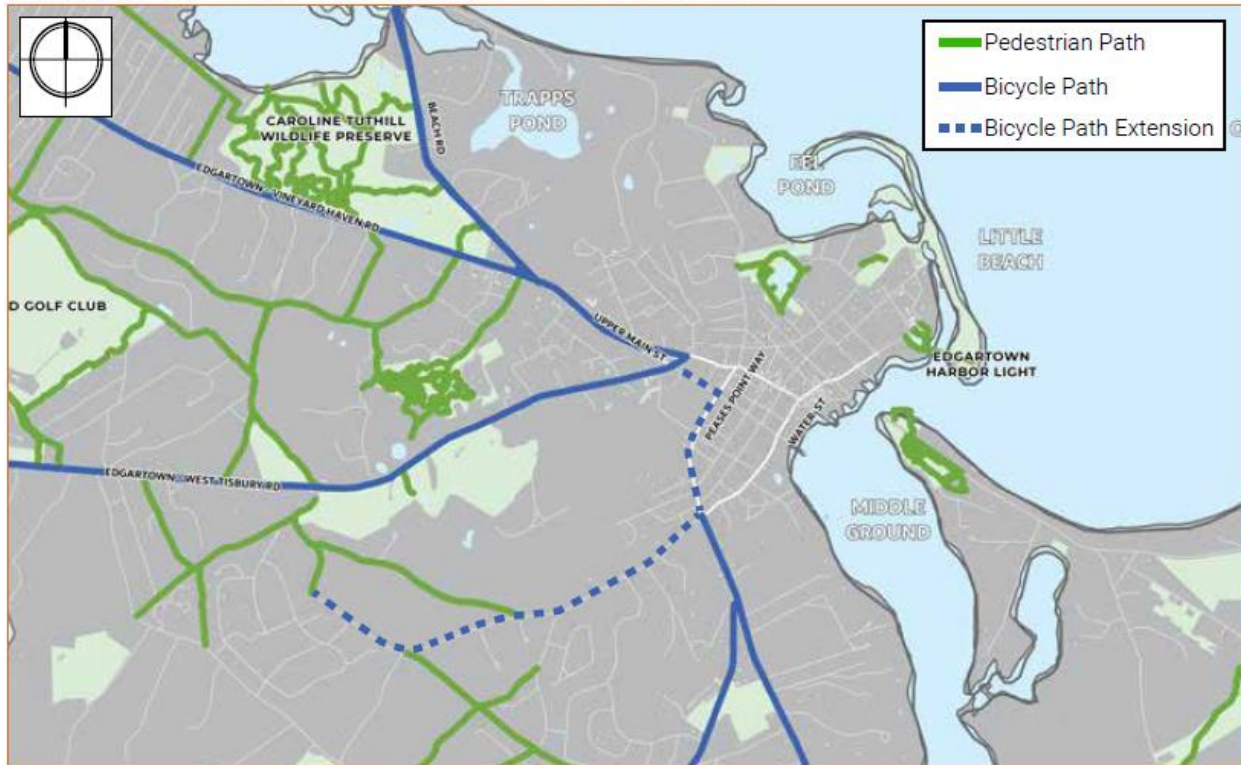 Pedestrian Path
Bicycle Path
Bicycle Path Extension
TRAPPS
POND
CAROLINE TUTHILL
WILDLIFE PRESERVE
BEACH RD
EEL
POND
EDGARTOWN - VINEYARD HAVEN RD
LITTLE
BEACH
D GOLF CLUB
UPPER MAIN ST
EDGARTOWN
HARBOR LIGHT
PEASES POINT WAY
WATER ST
EDGARTOWN - WEST TISBURY RD
MIDDLE
GROUND